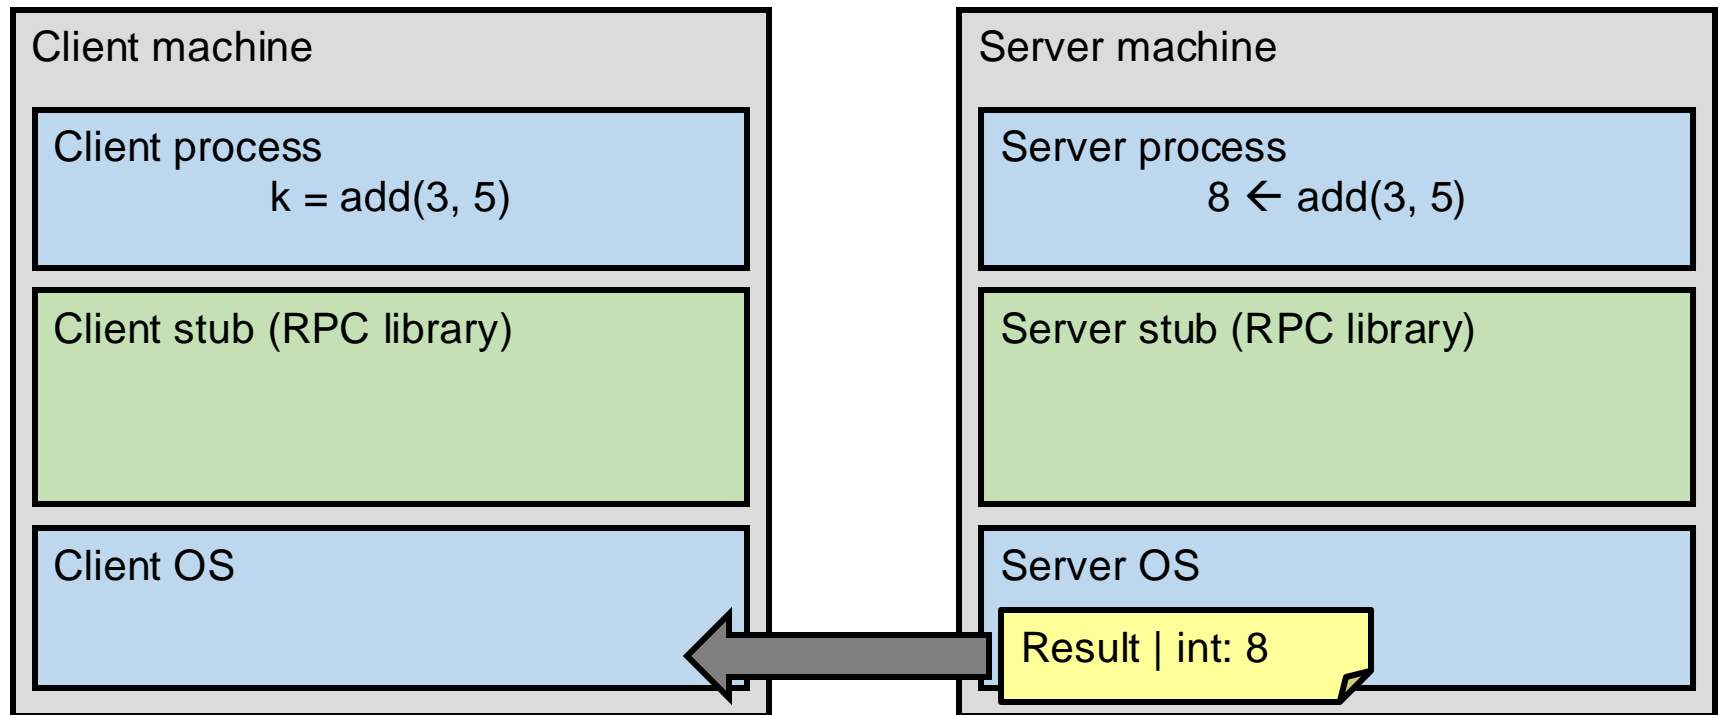 Client machine
Client process
k = add(3, 5)
Client stub (RPC library)
Client OS
Server machine
Server process
8 ← add(3, 5)
Server stub (RPC library)
Server OS
Result | int: 8